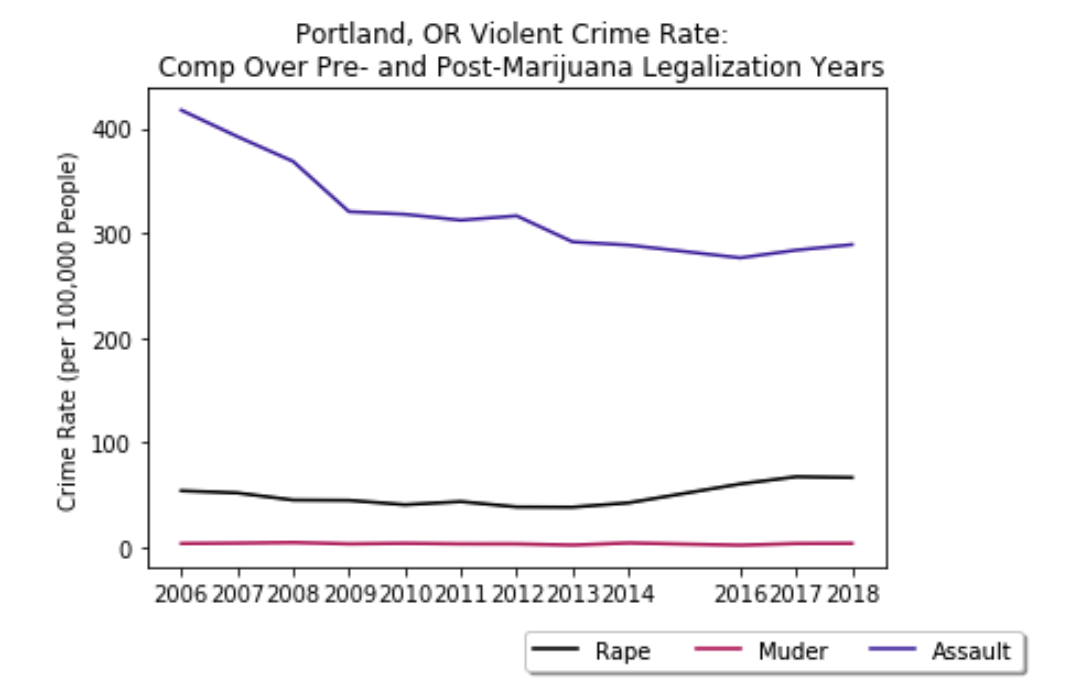 Portland, OR Violent Crime Rate:
Comp Over Pre- and Post-Marijuana Legalization Years
Crime Rate (per 100,000 People)
400
300
200
100
0
2006 2007 2008 2009 2010 2011 2012 2013 2014 2016 2017 2018
Rape Muder Assault